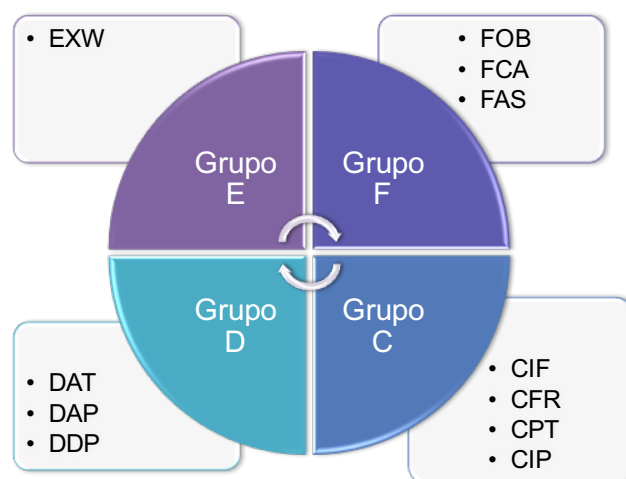 • EXW
• FOB
• FCA
• FAS
Grupo
E
Grupo
F
Grupo
D
Grupo
C
• DAT
• DAP
• DDP
• CIF
• CFR
• CPT
• CIP